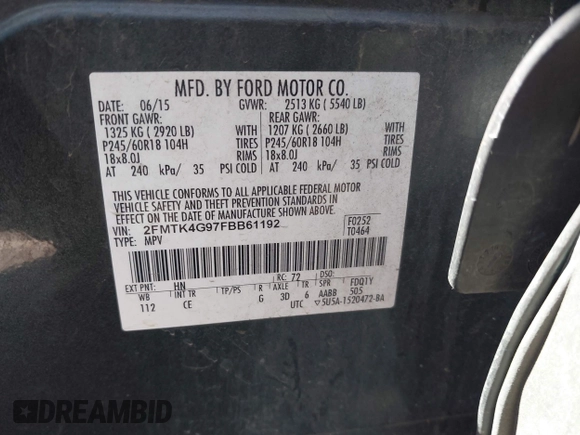 MFD. BY FORD MOTOR CO.
DATE: 06/15 GVWR: 2513 KG ( 5540 LB)
FRONT GAWR: REAR GAWR:
1325 KG ( 2920 LB) WITH 1207 KG ( 2660 LB) WITH
P245/60R18 104H TIRES P245/60R18 104H TIRES
18x8.0J RIMS 18x8.0J RIMS
AT 240 kPa/ 35 PSI COLD AT 240 kPa/ 35 PSI COLD
THIS VEHICLE CONFORMS TO ALL APPLICABLE FEDERAL MOTOR
VEHICLE SAFETY AND THEFT PREVENTION STANDARDS IN
EFFECT ON THE DATE OF MANUFACTURE SHOWN ABOVE.
VIN: 2FMTK4G97FBB61192 F0252
TYPE: MPV T0464
EXT PNT: HN RC: 72 DSO:
WB INT TR TP/PS R AXLE TR SPR FDQ1Y
112 CE G 3D 6 AABB 505
UTC ▽5U5A-1520472-BA
DREAMBID